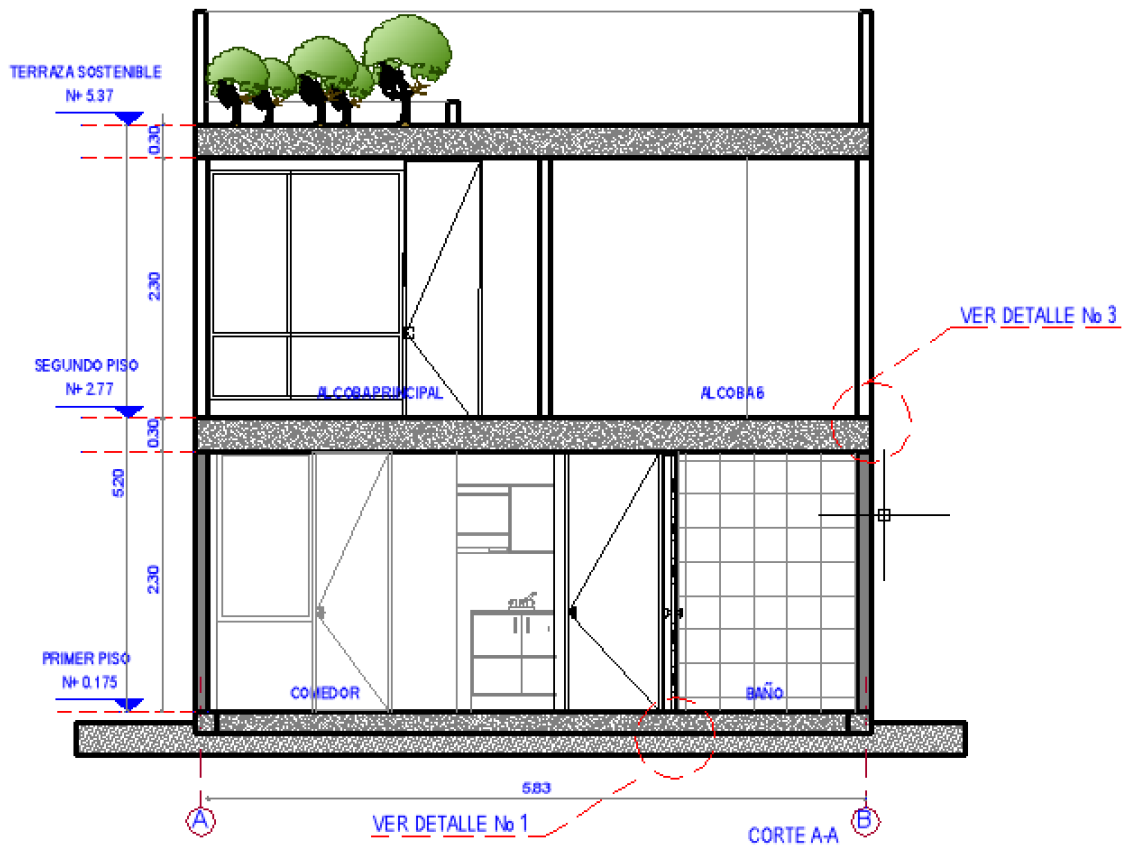 TERRAZA SOSTENIBLE
N+ 5.37
0.30
2.30
VER DETALLE No 3
SEGUNDO PISO
N+ 2.77
ALCOBA PRINCIPAL
ALCOBA 6
0.30
5.20
2.30
PRIMER PISO
N+ 0.175
COMEDOR
BAÑO
5.83
A
VER DETALLE No 1
CORTE A-A
B